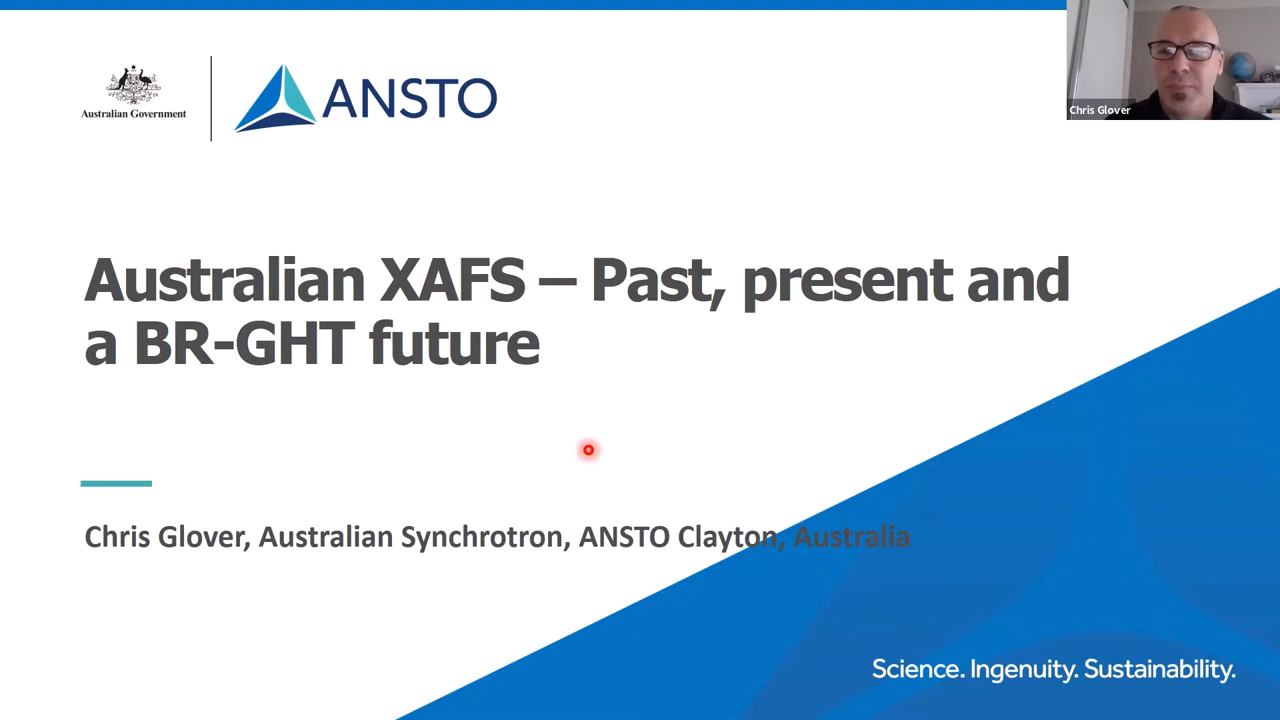 Australian Government
ANSTO
Chris Glover
Australian XAFS – Past, present and
a BR-GHT future
Chris Glover, Australian Synchrotron, ANSTO Clayton, Australia
Science. Ingenuity. Sustainability.